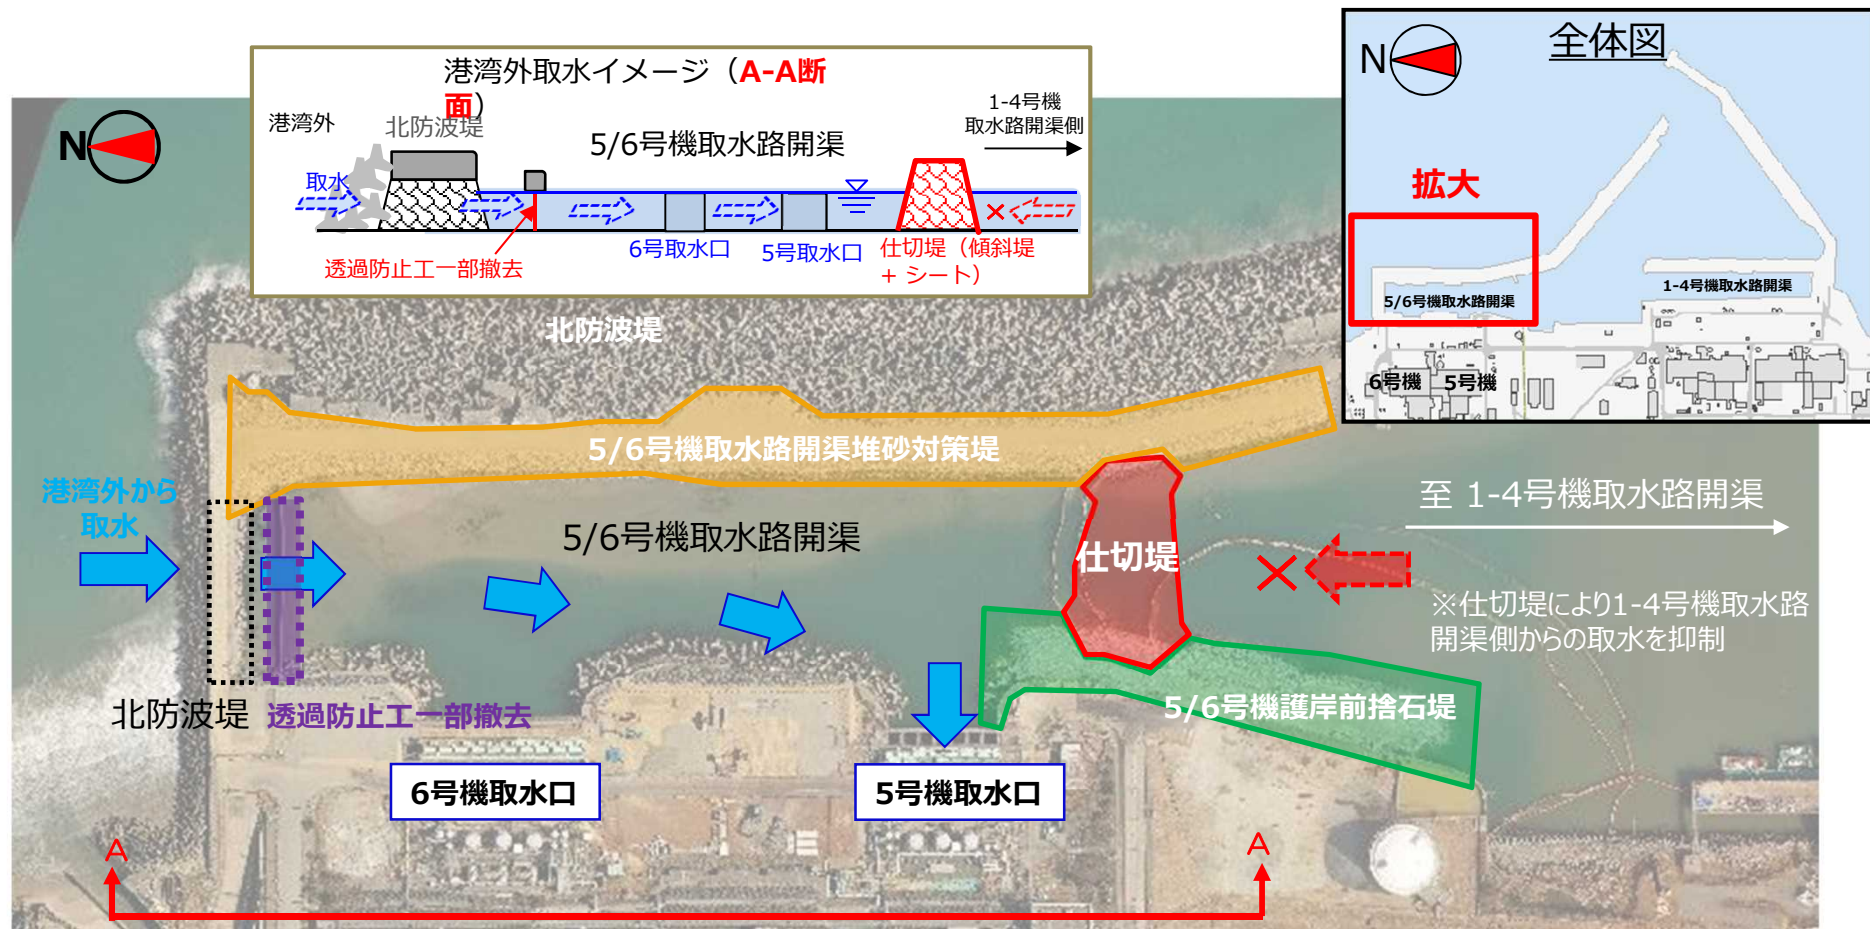 港湾外取水イメージ（A-A断
面）
港湾外
北防波堤
5/6号機取水路開渠
1-4号機
取水路開渠側
取水
透過防止工一部撤去
6号取水口
5号取水口
仕切堤（傾斜堤
+ シート）
N
N
全体図
拡大
5/6号機取水路開渠
1-4号機取水路開渠
6号機
5号機
北防波堤
5/6号機取水路開渠堆砂対策堤
港湾外から
取水
5/6号機取水路開渠
至 1-4号機取水路開渠
仕切堤
※仕切堤により1-4号機取水路
開渠側からの取水を抑制
北防波堤
透過防止工一部撤去
5/6号機護岸前捨石堤
6号機取水口
5号機取水口
A
A